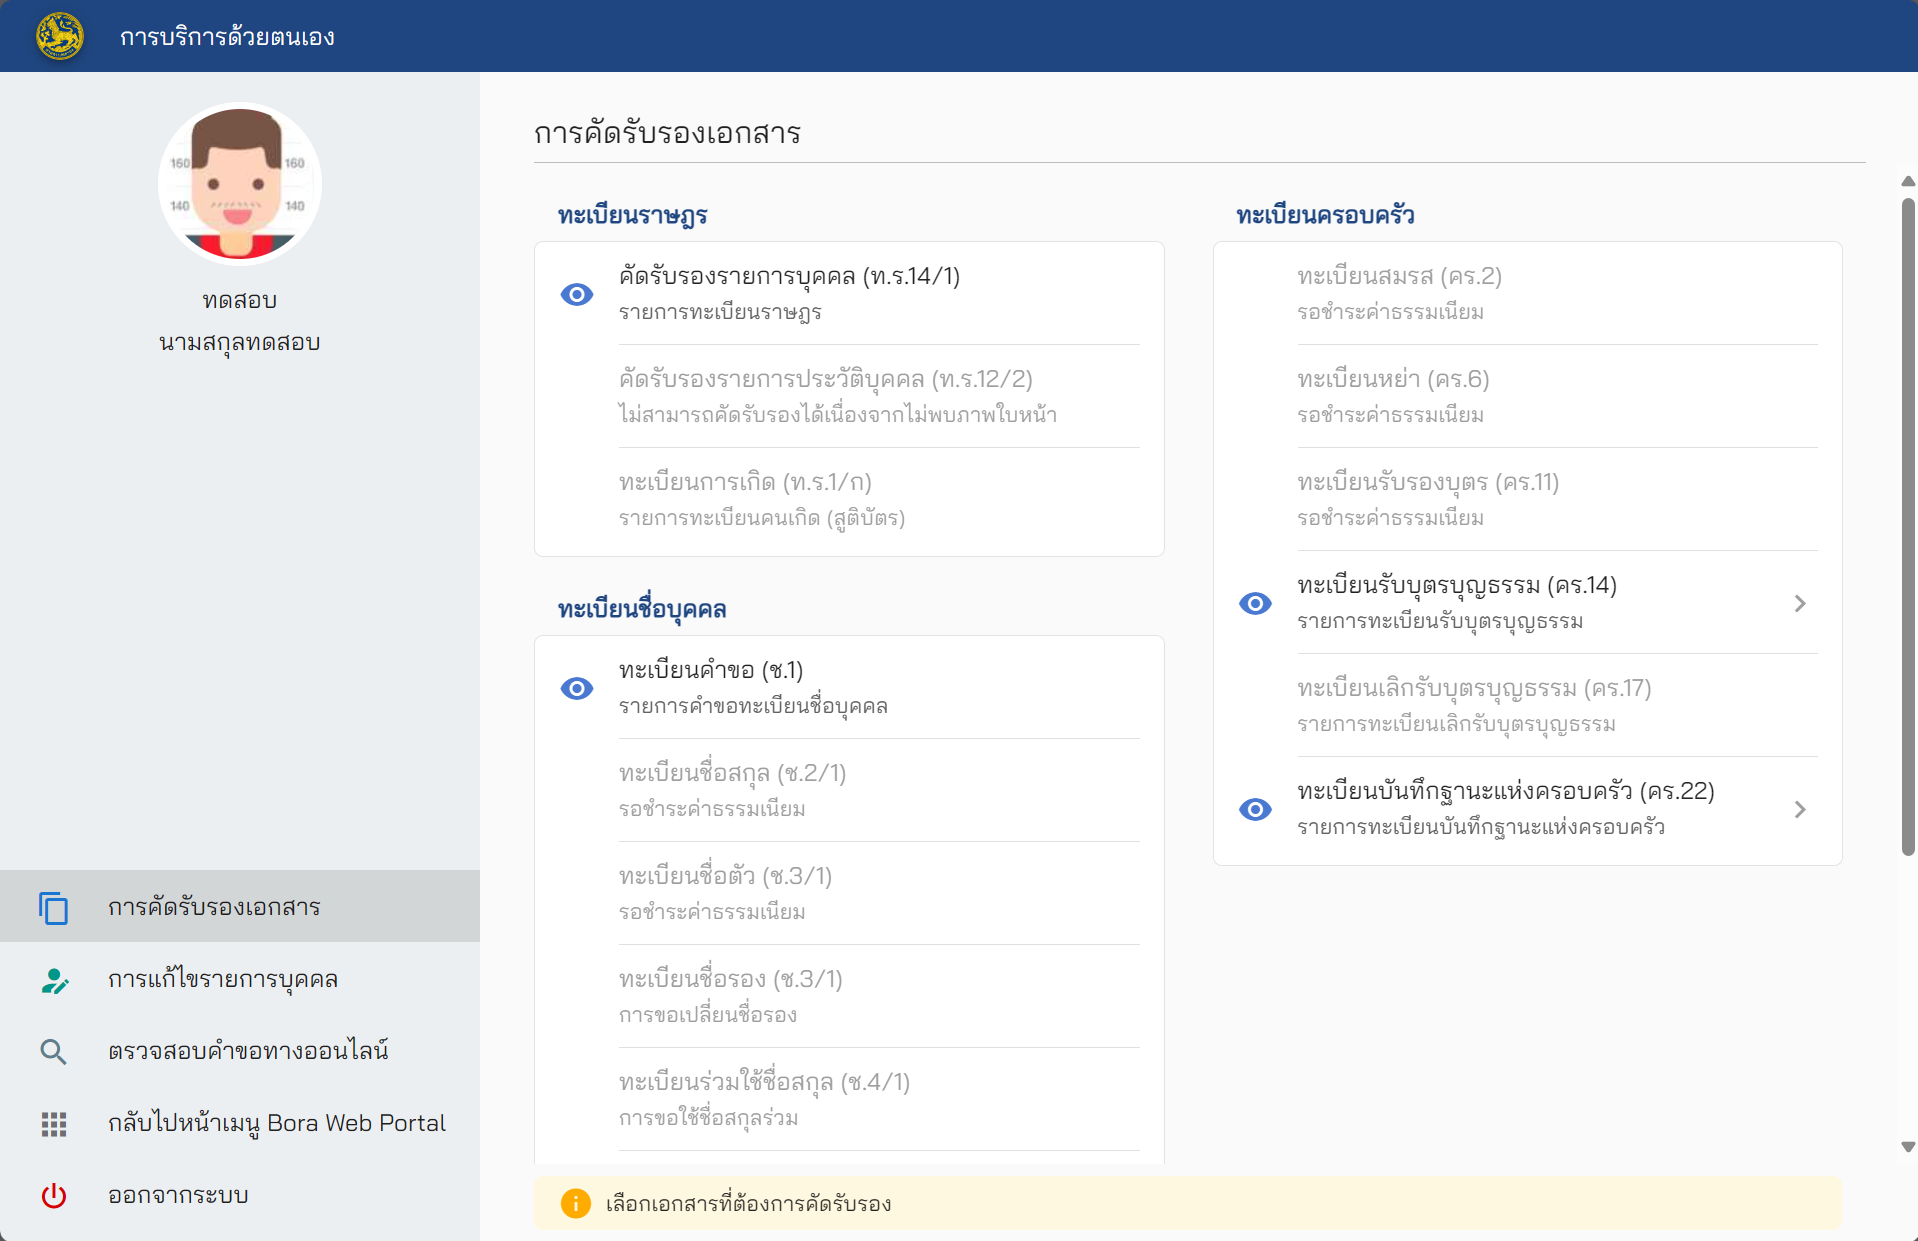 การบริการด้วยตนเอง
160
160
140
140
ทดสอบ
นามสกุลทดสอบ
การคัดรับรองเอกสาร
การแก้ไขรายการบุคคล
ตรวจสอบคำขอทางออนไลน์
กลับไปหน้าเมนู Bora Web Portal
ออกจากระบบ
การคัดรับรองเอกสาร
ทะเบียนราษฎร
คัดรับรองรายการบุคคล (ท.ร.14/1)
รายการทะเบียนราษฎร
คัดรับรองรายการประวัติบุคคล (ท.ร.12/2)
ไม่สามารถคัดรับรองได้เนื่องจากไม่พบภาพใบหน้า
ทะเบียนการเกิด (ท.ร.1/ก)
รายการทะเบียนคนเกิด (สูติบัตร)
ทะเบียนชื่อบุคคล
ทะเบียนคำขอ (ช.1)
รายการคำขอทะเบียนชื่อบุคคล
ทะเบียนชื่อสกุล (ช.2/1)
รอชำระค่าธรรมเนียม
ทะเบียนชื่อตัว (ช.3/1)
รอชำระค่าธรรมเนียม
ทะเบียนชื่อรอง (ช.3/1)
การขอเปลี่ยนชื่อรอง
ทะเบียนร่วมใช้ชื่อสกุล (ช.4/1)
การขอใช้ชื่อสกุลร่วม
ทะเบียนครอบครัว
ทะเบียนสมรส (คร.2)
รอชำระค่าธรรมเนียม
ทะเบียนหย่า (คร.6)
รอชำระค่าธรรมเนียม
ทะเบียนรับรองบุตร (คร.11)
รอชำระค่าธรรมเนียม
ทะเบียนรับบุตรบุญธรรม (คร.14)
รายการทะเบียนรับบุตรบุญธรรม
ทะเบียนเลิกรับบุตรบุญธรรม (คร.17)
รายการทะเบียนเลิกรับบุตรบุญธรรม
ทะเบียนบันทึกฐานะแห่งครอบครัว (คร.22)
รายการทะเบียนบันทึกฐานะแห่งครอบครัว
เลือกเอกสารที่ต้องการคัดรับรอง